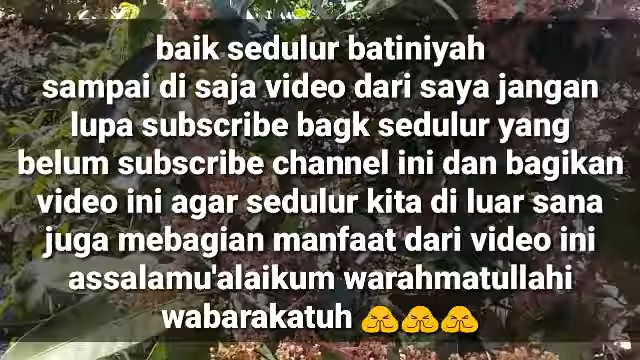 baik sedulur batiniyah
sampai di saja video dari saya jangan
lupa subscribe bagk sedulur yang
belum subscribe channel ini dan bagikan
video ini agar sedulur kita di luar sana
juga mebagian manfaat dari video ini
assalamu'alaikum warahmatullahi
wabarakatuh 🙏🙏🙏